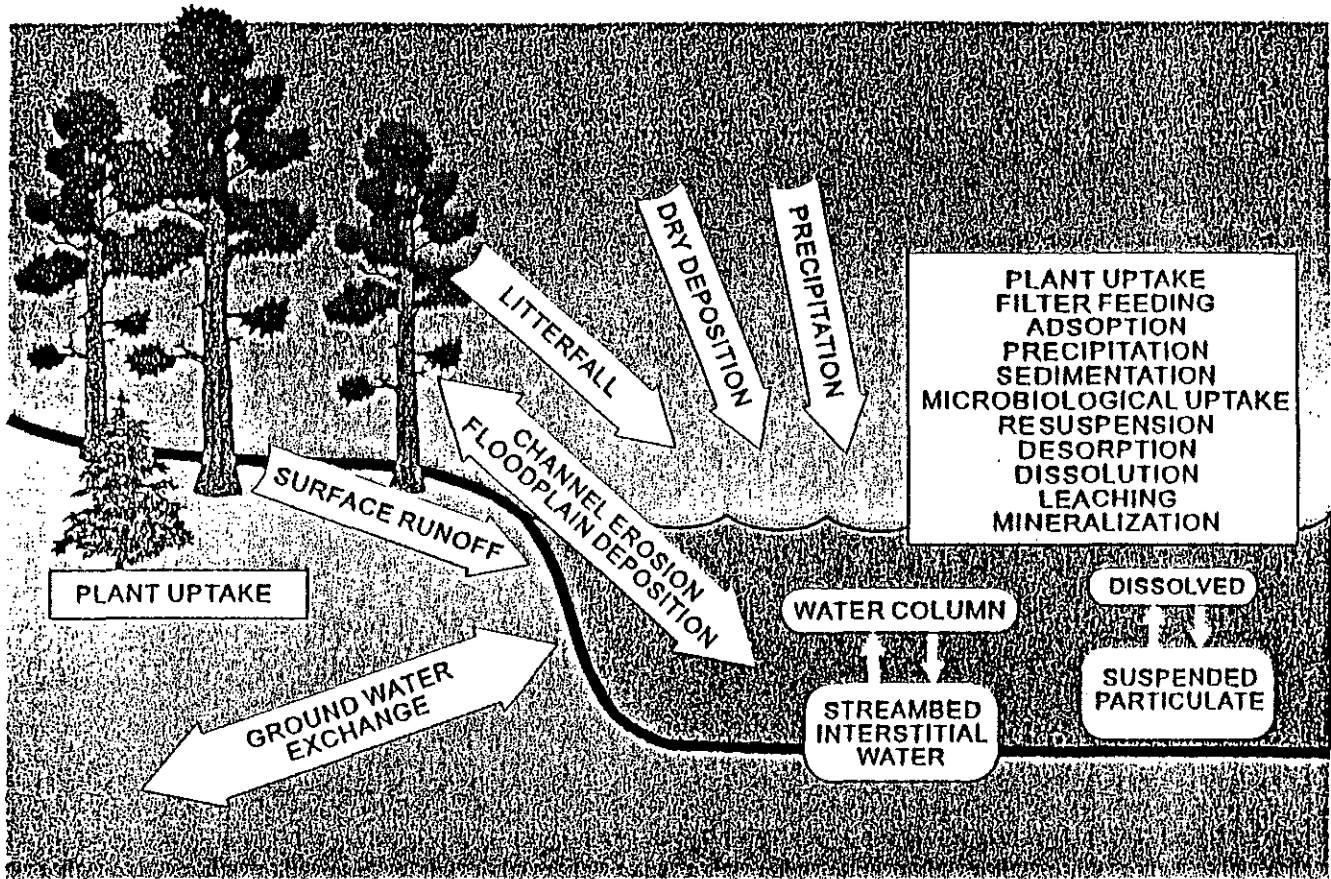 LITTERFALL
DRY DEPOSITION
PRECIPITATION
PLANT UPTAKE
FILTER FEEDING
ADSOPTION
PRECIPITATION
SEDIMENTATION
MICROBIOLOGICAL UPTAKE
RESUSPENSION
DESORPTION
DISSOLUTION
LEACHING
MINERALIZATION
CHANNEL EROSION
FLOODPLAIN DEPOSITION
SURFACE RUNOFF
PLANT UPTAKE
GROUND WATER
EXCHANGE
WATER COLUMN
STREAMBED
INTERSTITIAL
WATER
DISSOLVED
SUSPENDED
PARTICULATE